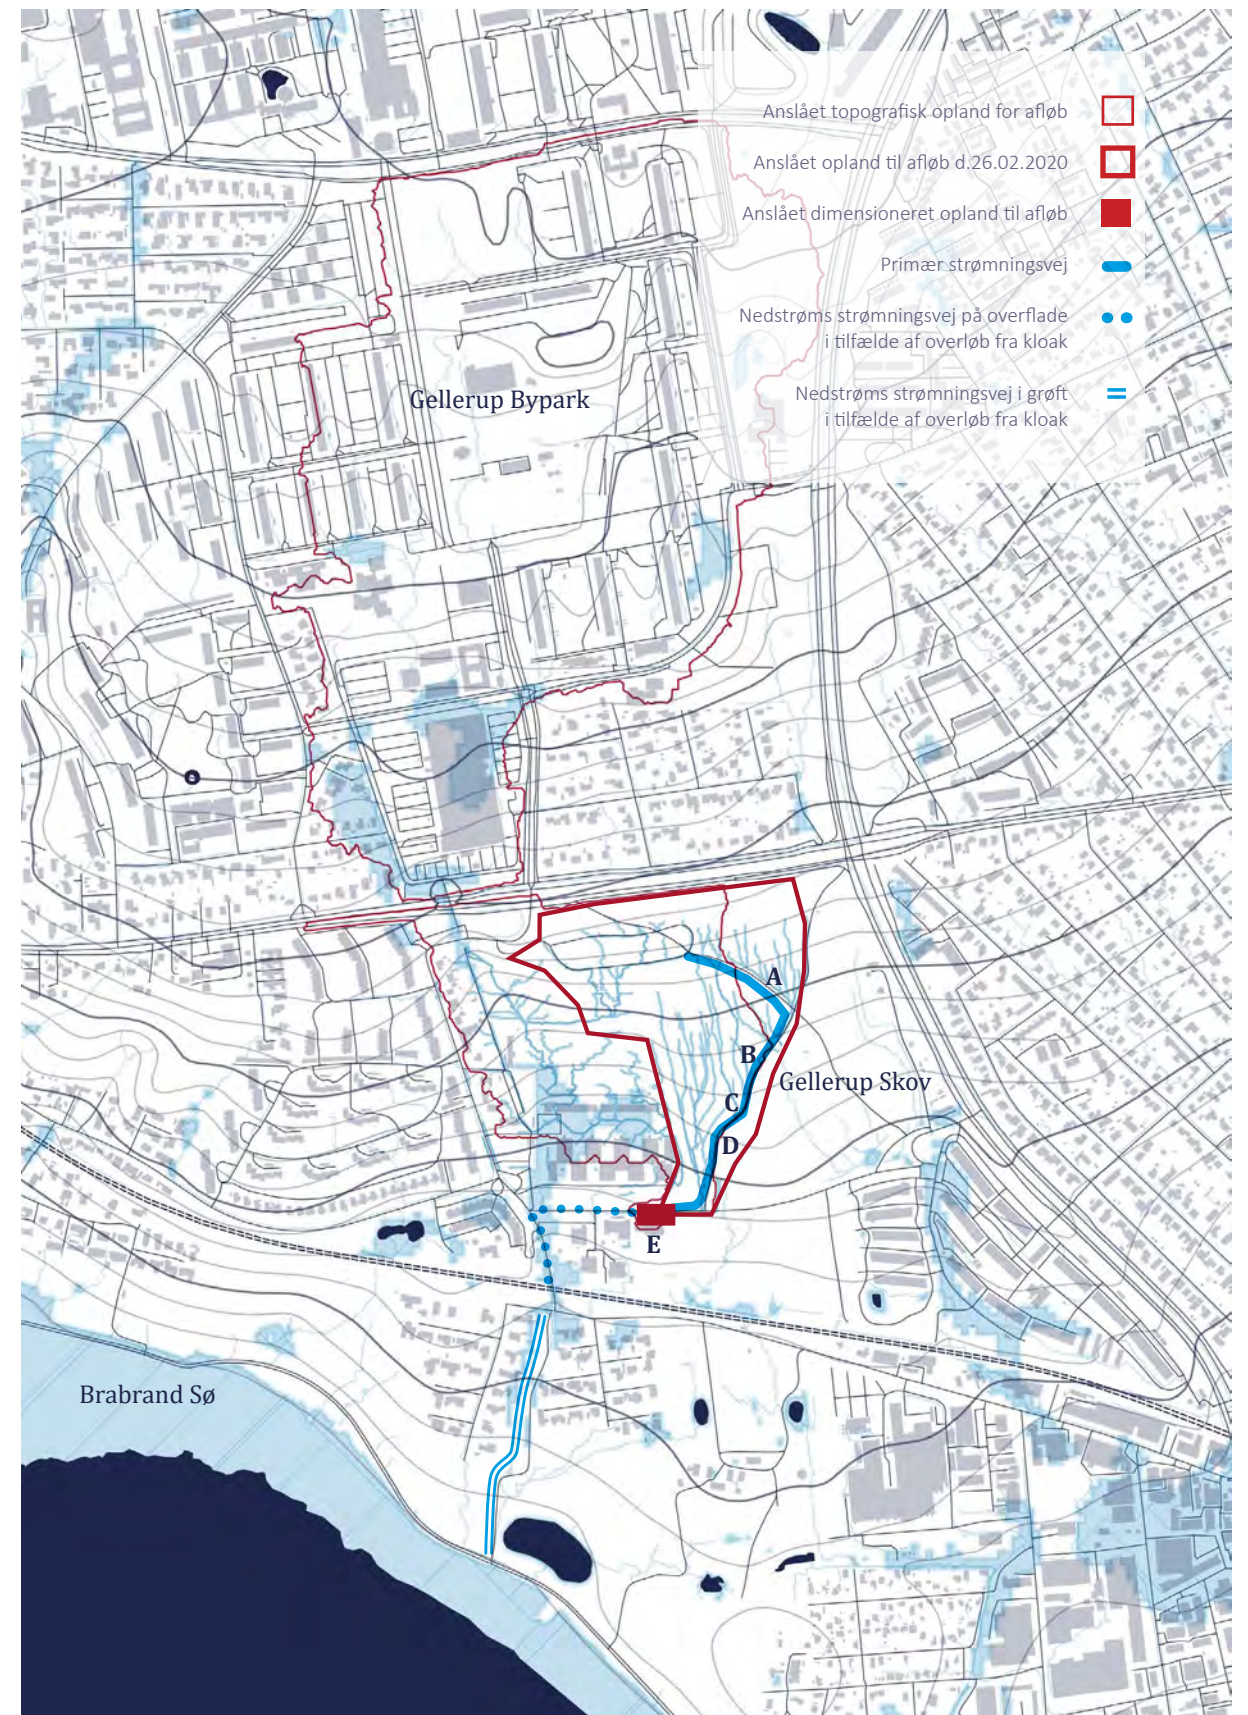 Anslået topografisk opland for afløb
Anslået opland til afløb d.26.02.2020
Anslået dimensioneret opland til afløb
Primær strømningsvej
Nedstrøms strømningsvej på overflade
i tilfælde af overløb fra kloak
Nedstrøms strømningsvej i grøft
i tilfælde af overløb fra kloak
Gellerup Bypark
A
B
Gellerup Skov
C
D
E
Brabrand Sø